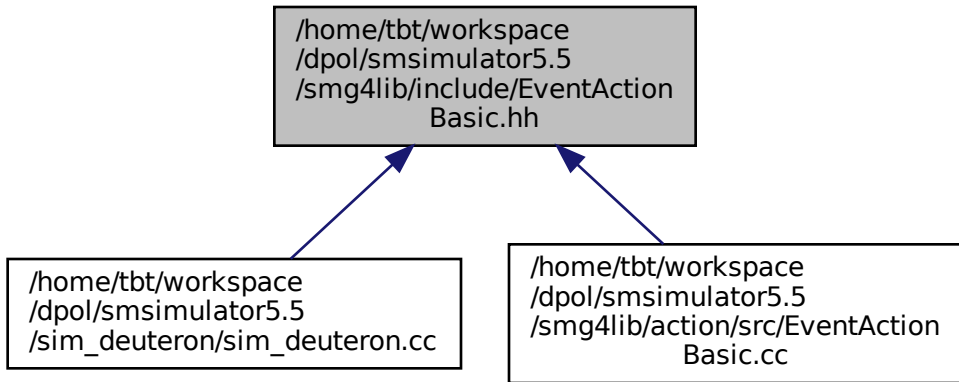 /home/tbt/workspace
/dpol/smsimulator5.5
/smg4lib/include/EventAction
Basic.hh
/home/tbt/workspace
/dpol/smsimulator5.5
/sim_deuteron/sim_deuteron.cc
/home/tbt/workspace
/dpol/smsimulator5.5
/smg4lib/action/src/EventAction
Basic.cc